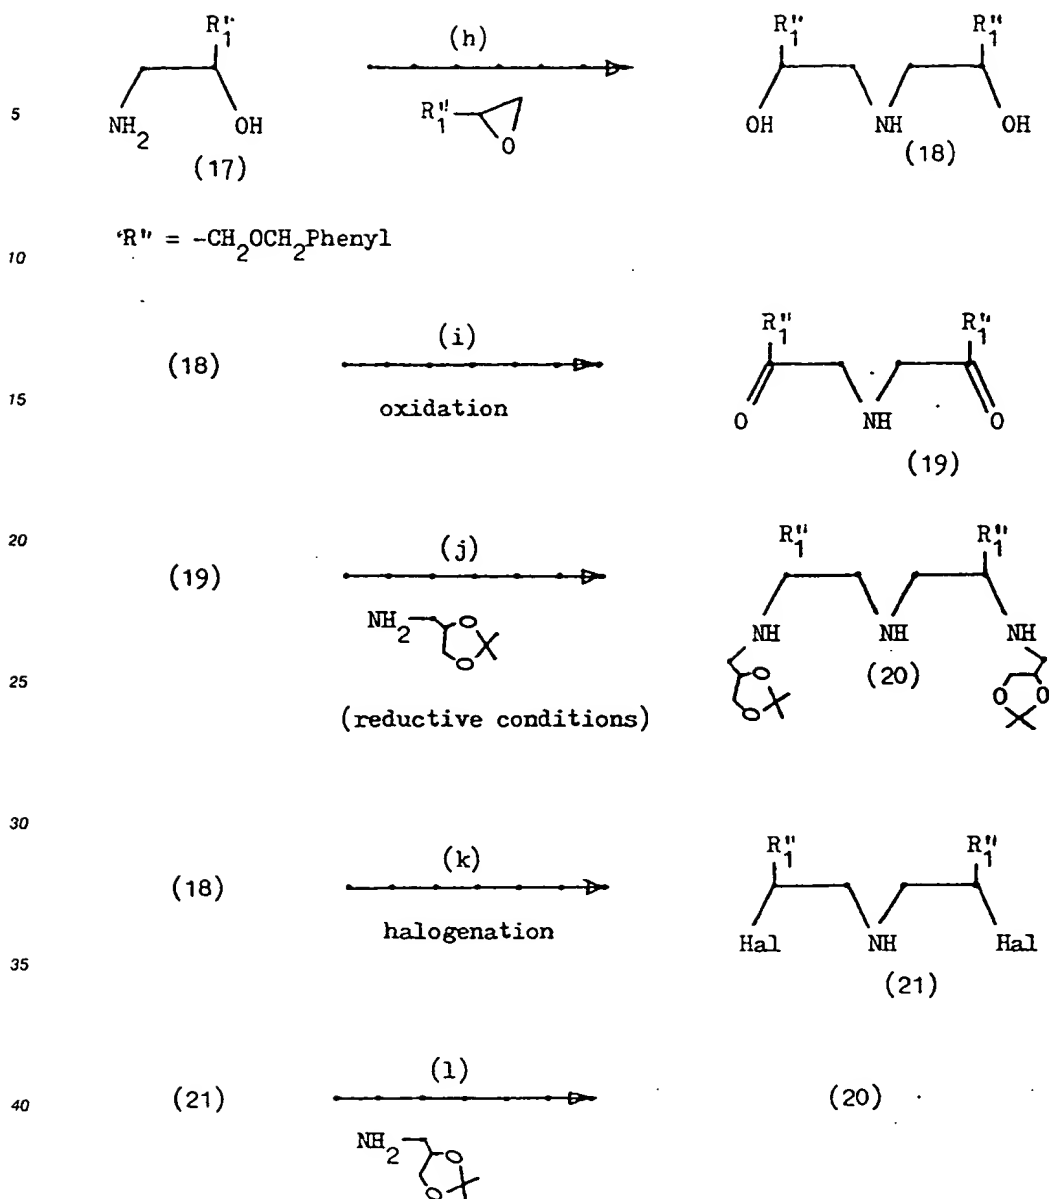 R₁" (h) R₁" R₁"
5 NH₂ OH R₁" O OH NH OH
(17) (18)
10 "R" = -CH₂OCH₂Phenyl
R₁" R₁"
(18) (i)
15 oxidation O NH O
(19)
20 R₁" R₁"
(19) (j)
NH₂ O O NH NH NH
(20)
25 O O O O
(reductive conditions)
30 R₁" R₁"
(18) (k)
halogenation Hal NH Hal
35 (21)
(l)
40 (21) (20)
NH₂ O O